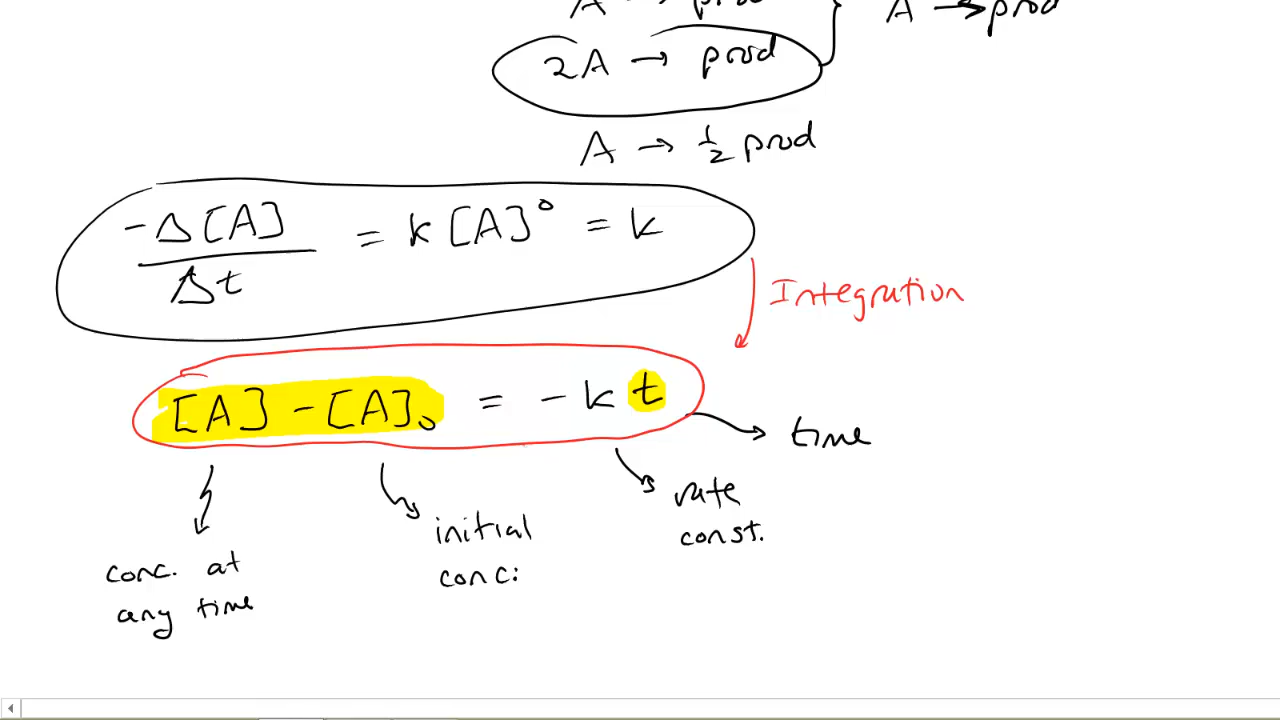 A → prod
A → prod
2A → prod
A → ½ prod
-Δ[A]/Δt = k[A]⁰ = k
Integration
[A] - [A]₀ = -kt
time
rate
const.
initial
conc:
conc. at
any time